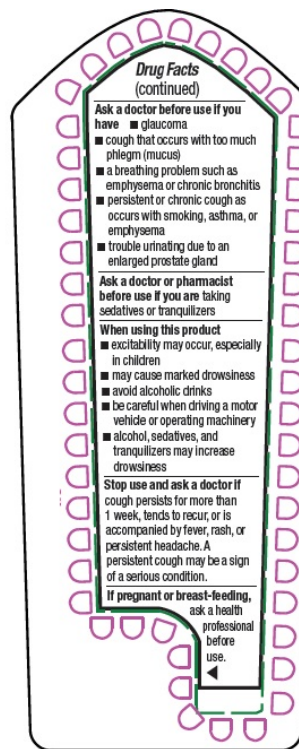 Drug Facts
(continued)
Ask a doctor before use if you
have ■ glaucoma
■ cough that occurs with too much
phlegm (mucus)
■ a breathing problem such as
emphysema or chronic bronchitis
■ persistent or chronic cough as
occurs with smoking, asthma, or
emphysema
■ trouble urinating due to an
enlarged prostate gland
Ask a doctor or pharmacist
before use if you are taking
sedatives or tranquilizers
When using this product
■ excitability may occur, especially
in children
■ may cause marked drowsiness
■ avoid alcoholic drinks
■ be careful when driving a motor
vehicle or operating machinery
■ alcohol, sedatives, and
tranquilizers may increase
drowsiness
Stop use and ask a doctor if
cough persists for more than
1 week, tends to recur, or is
accompanied by fever, rash, or
persistent headache. A
persistent cough may be a sign
of a serious condition.
If pregnant or breast-feeding,
ask a health
professional
before
use.